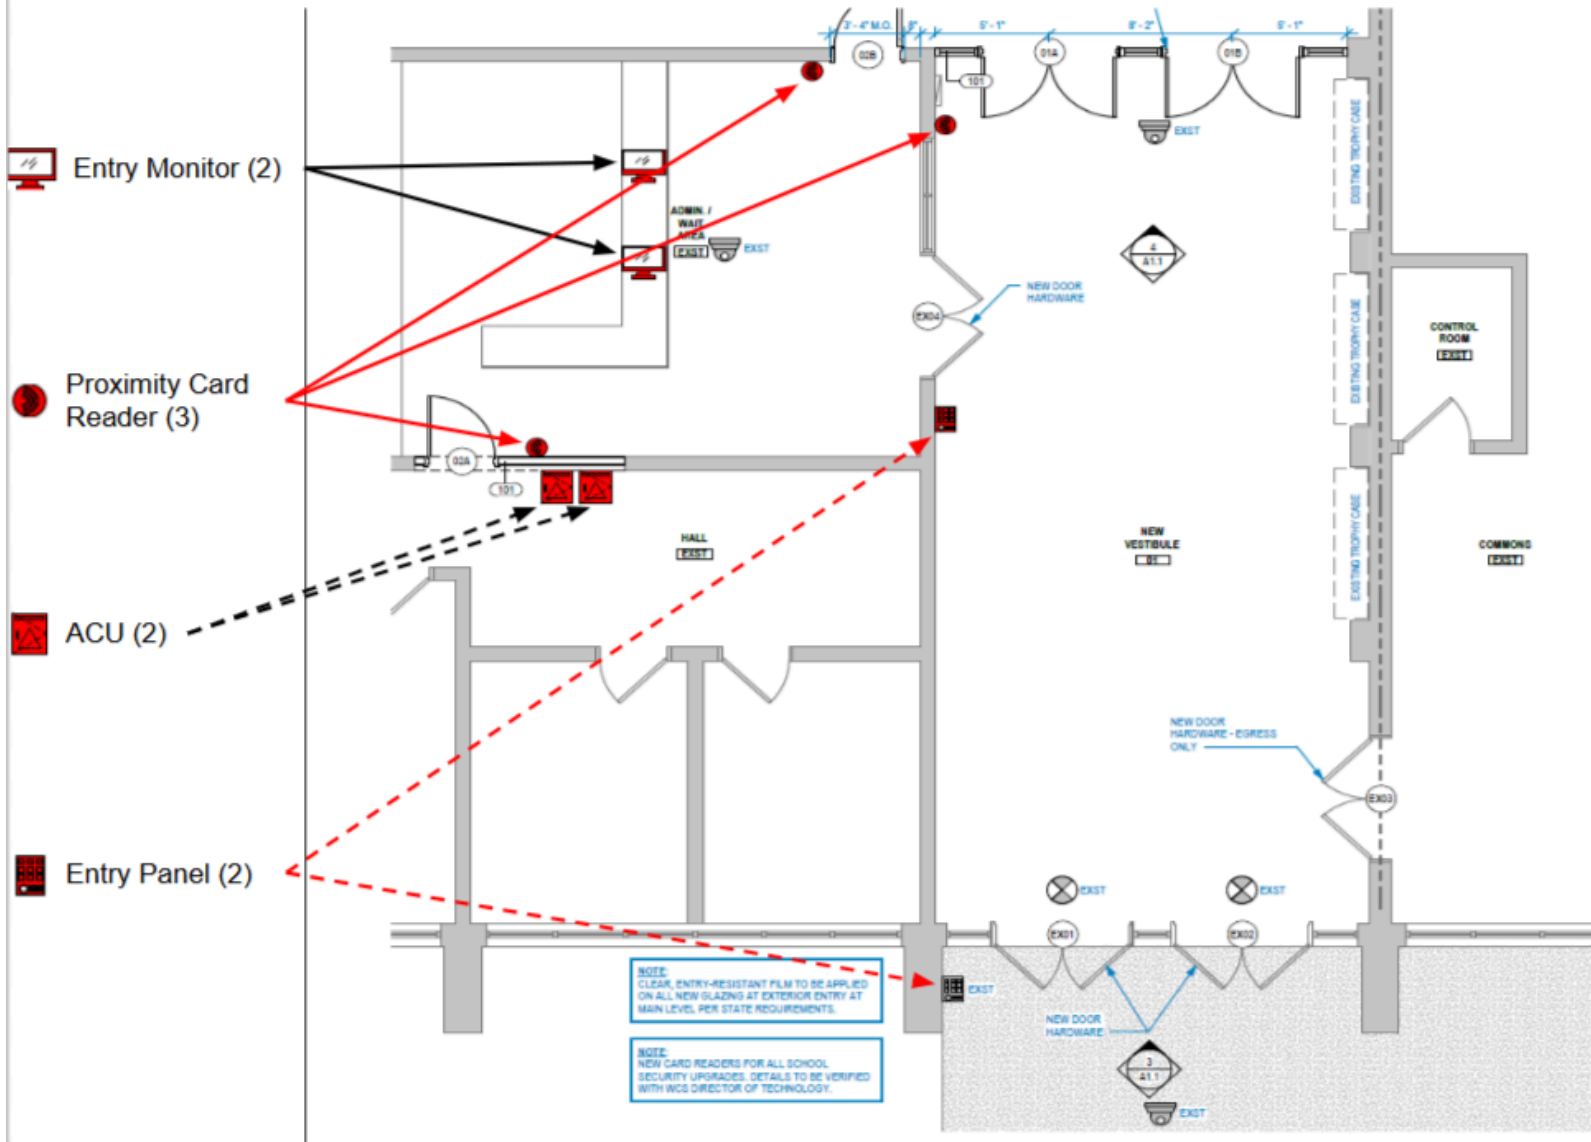 3'- 4" M.O.
8"
5'- 1"
8'- 2"
5'- 1"
02B
01A
01B
101
EXST
Entry Monitor (2)
ADMIN. /
WAIT
AREA
EXST
EXST
4
A1.1
EXISTING TROPHY CASE
NEW DOOR
HARDWARE
EX04
EXISTING TROPHY CASE
CONTROL
ROOM
EXST
Proximity Card
Reader (3)
02A
101
HALL
EXST
NEW
VESTIBULE
01
EXISTING TROPHY CASE
COMMONS
EXST
ACU (2)
NEW DOOR
HARDWARE - EGRESS
ONLY
EX03
Entry Panel (2)
EXST
EXST
EX01
EX02
NOTE:
CLEAR, ENTRY-RESISTANT FILM TO BE APPLIED
ON ALL NEW GLAZING AT EXTERIOR ENTRY AT
MAIN LEVEL PER STATE REQUIREMENTS.
EXST
NEW DOOR
HARDWARE
NOTE:
NEW CARD READERS FOR ALL SCHOOL
SECURITY UPGRADES. DETAILS TO BE VERIFIED
WITH WCS DIRECTOR OF TECHNOLOGY.
3
A1.1
EXST